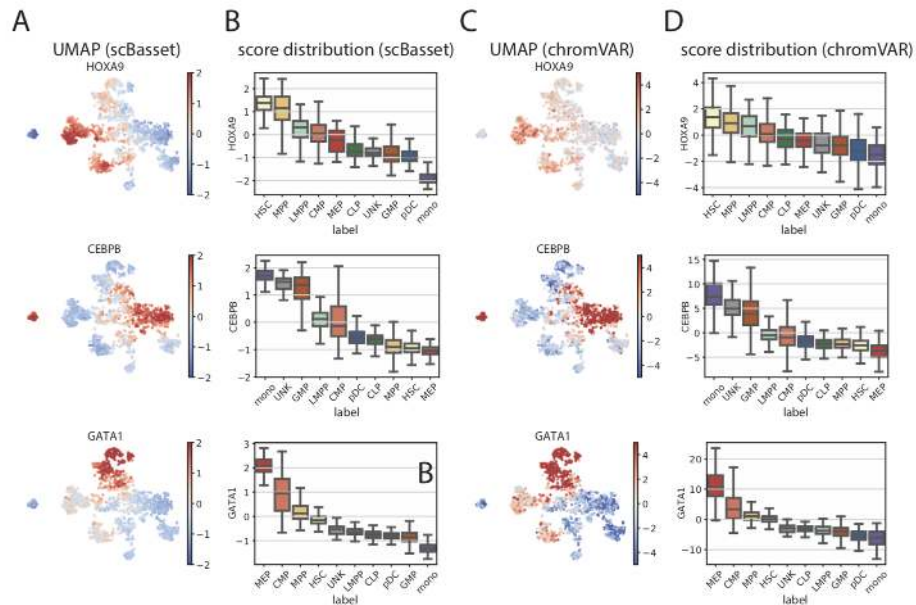 A
B
C
D
UMAP (scBasset)
score distribution (scBasset)
UMAP (chromVAR)
score distribution (chromVAR)
HOXA9
2
1
0
−1
−2
HOXA9
2
1
0
−1
−2
HSC MPP LMPP CMP MEP CLP UNK GMP pDC mono
label
HOXA9
4
2
0
−2
−4
HOXA9
4
2
0
−2
−4
HSC MPP LMPP CMP CLP MEP UNK GMP pDC mono
label
CEBPB
2
1
0
−1
−2
CEBPB
2
1
0
−1
−2
mono UNK GMP LMPP CMP pDC CLP MPP HSC MEP
label
CEBPB
4
2
0
−2
−4
CEBPB
15
10
5
0
−5
mono UNK GMP LMPP CMP pDC CLP MPP HSC MEP
label
GATA1
2
1
0
−1
−2
GATA1
3
2
1
0
−1
B
MEP CMP MPP HSC UNK LMPP CLP pDC GMP mono
label
GATA1
4
2
0
−2
−4
GATA1
20
10
0
−10
MEP CMP MPP HSC UNK CLP LMPP GMP pDC mono
label